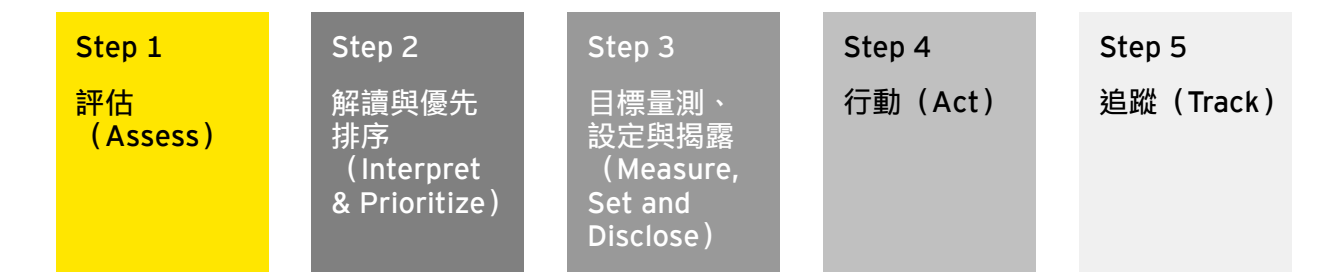 Step 1
評估
（Assess）
Step 2
解讀與優先
排序
（Interpret
& Prioritize）
Step 3
目標量測、
設定與揭露
（Measure,
Set and
Disclose）
Step 4
行動（Act）
Step 5
追蹤（Track）